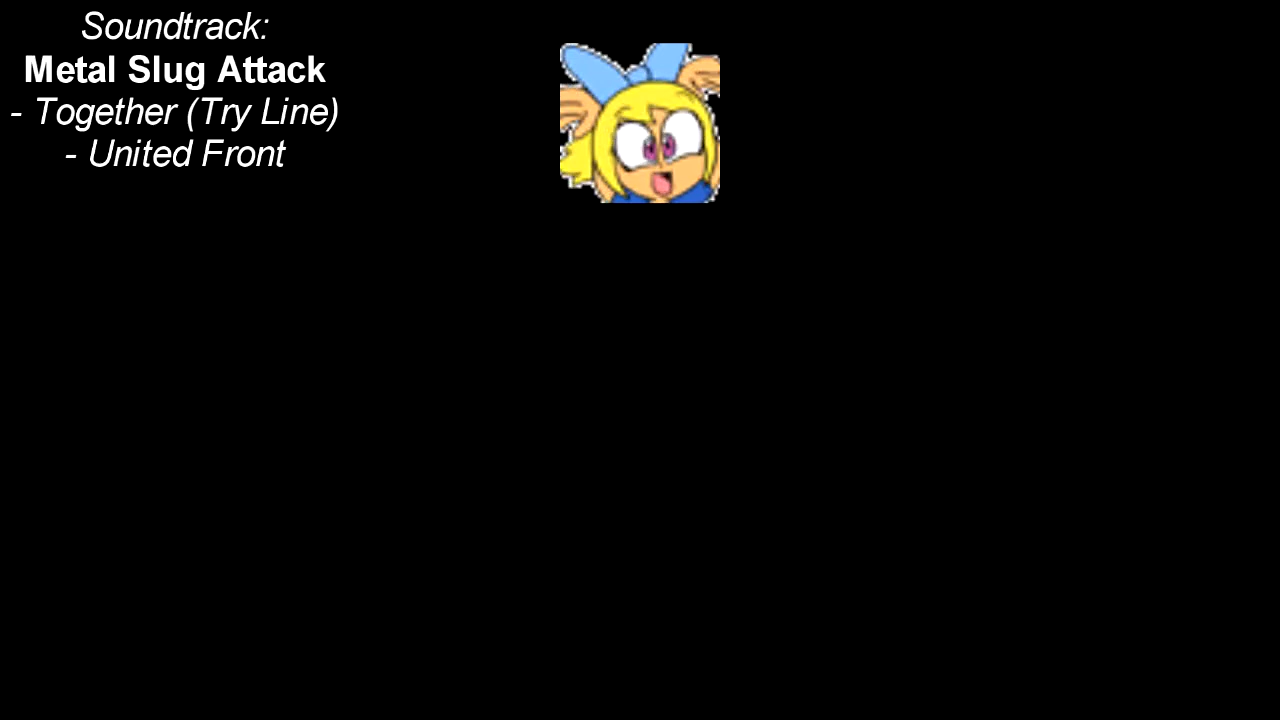 Soundtrack:
Metal Slug Attack
- Together (Try Line)
- United Front